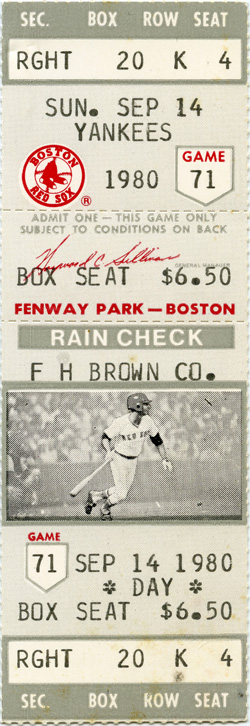 SEC. BOX ROW SEAT
RGHT 20 K 4
SUN. SEP 14
YANKEES
BOSTON
RED SOX
®
1980
GAME
71
ADMIT ONE — THIS GAME ONLY
SUBJECT TO CONDITIONS ON BACK
Haywood C Sullivan
GENERAL MANAGER
BOX SEAT $6.50
FENWAY PARK — BOSTON
RAIN CHECK
F H BROWN CO.
RED SOX
GAME
71
SEP 14 1980
* DAY *
BOX SEAT $6.50
RGHT 20 K 4
SEC. BOX ROW SEAT